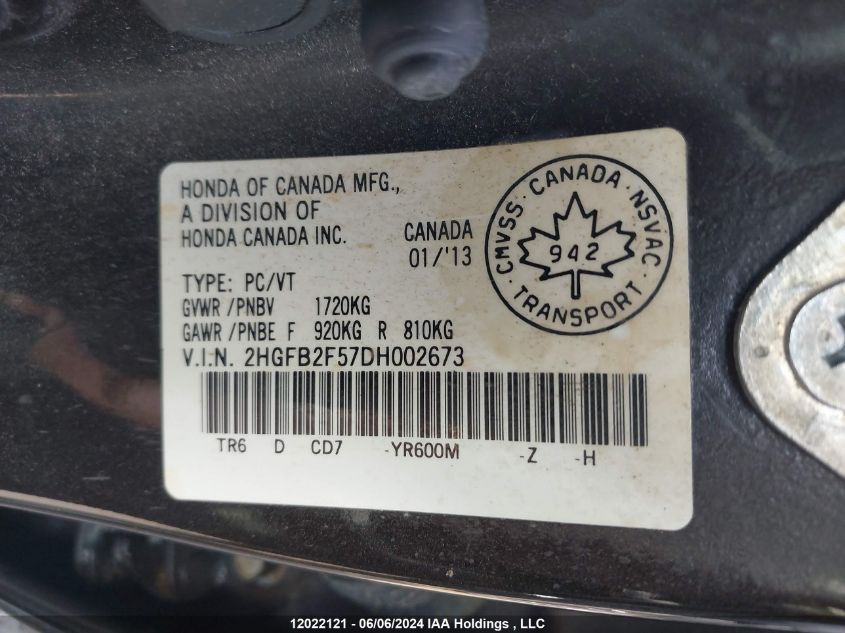 HONDA OF CANADA MFG.,
A DIVISION OF
HONDA CANADA INC.
CANADA
01/'13
TYPE: PC/VT
GVWR /PNBV 1720KG
GAWR /PNBE F 920KG R 810KG
V.I.N. 2HGFB2F57DH002673
TR6 D CD7 -YR600M -Z -H
CMVSS · CANADA · NSVAC
942
TRANSPORT
12022121 - 06/06/2024 IAA Holdings , LLC